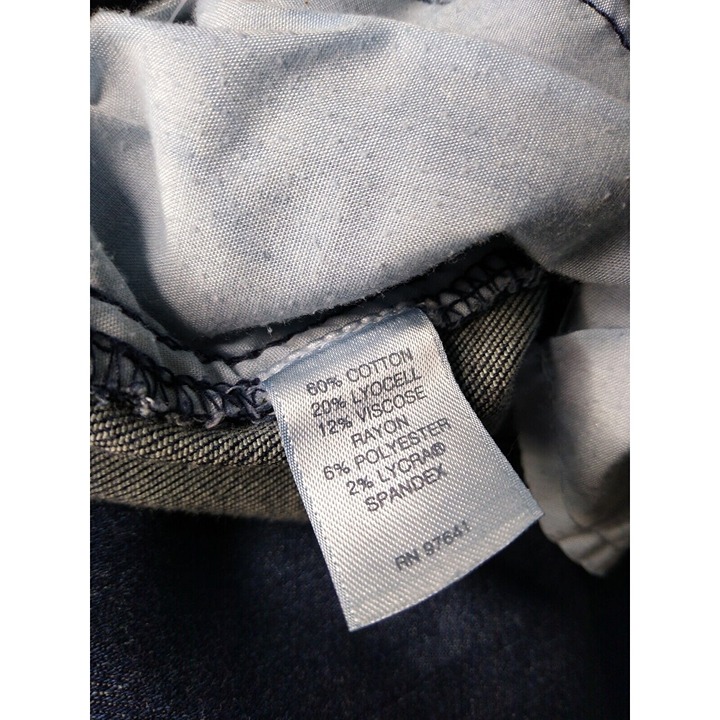 60% COTTON
20% LYOCELL
12% VISCOSE
RAYON
6% POLYESTER
2% LYCRA®
SPANDEX
RN 97641